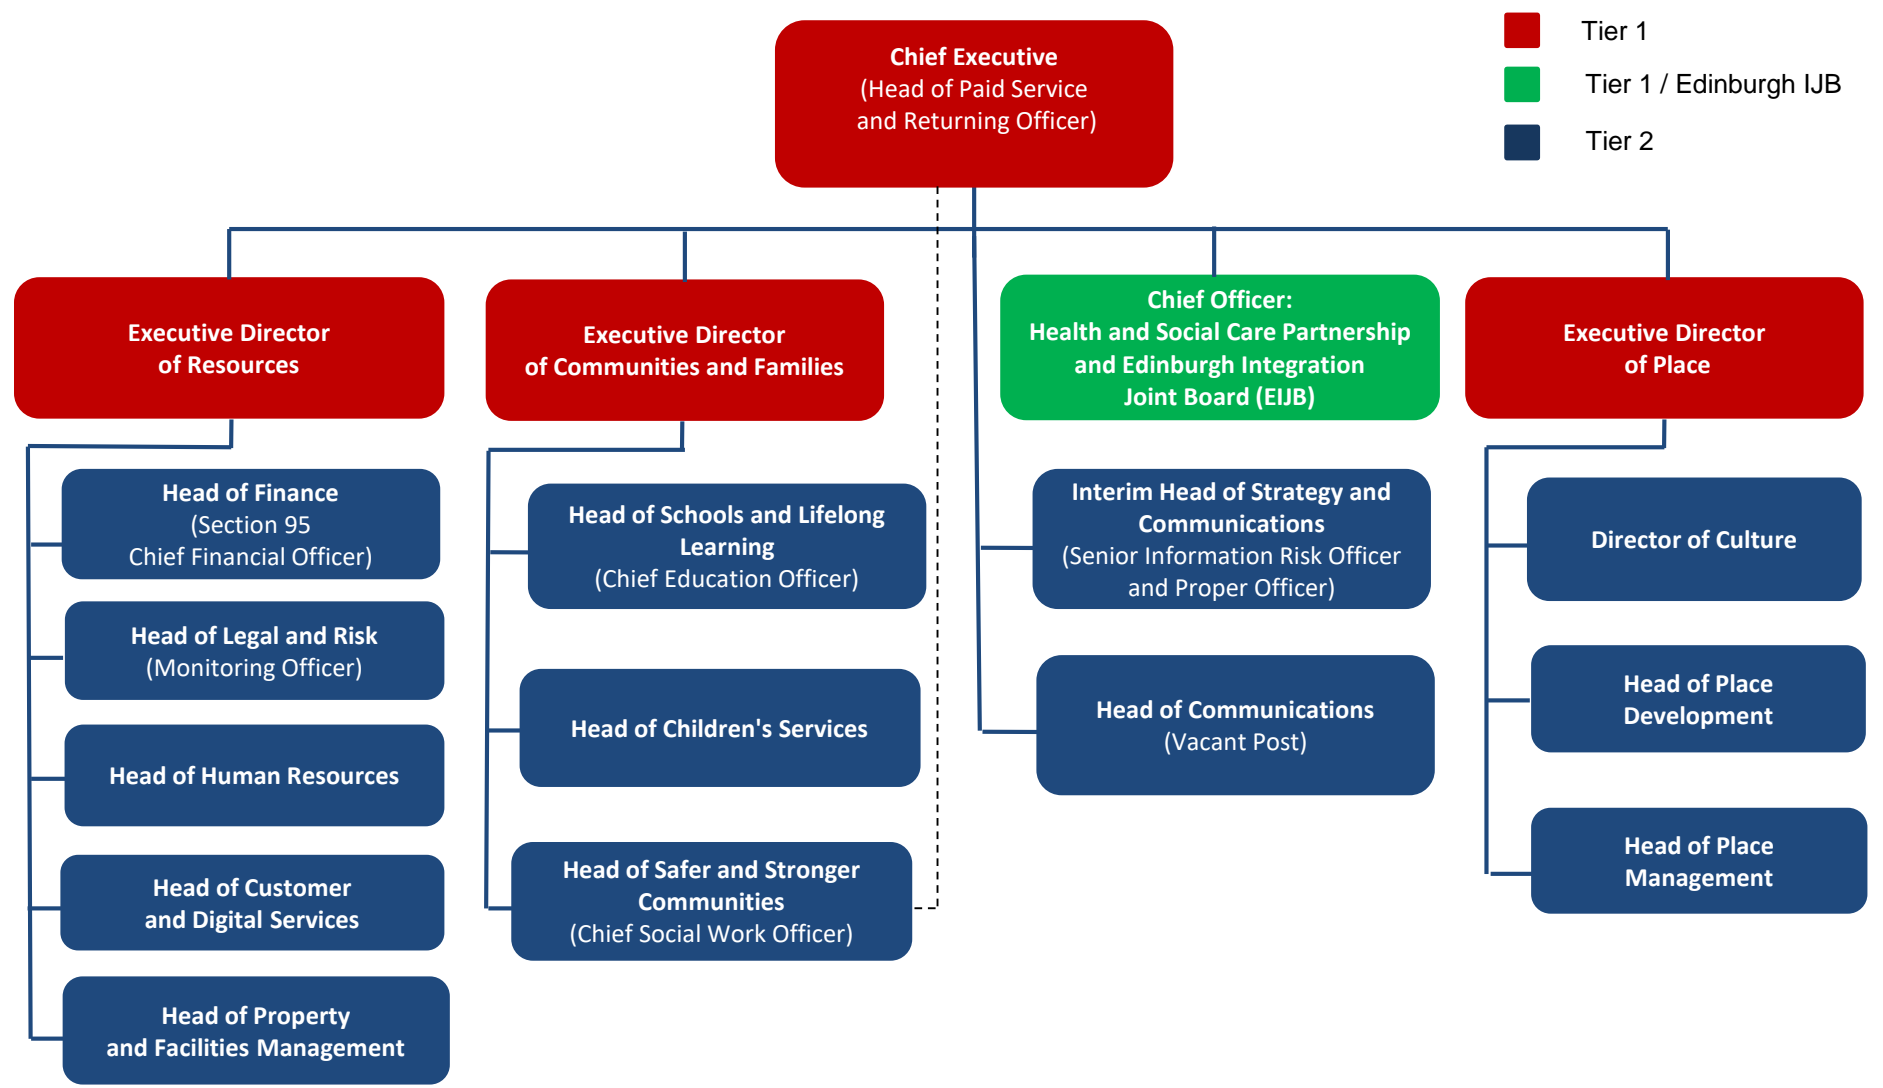 Chief Executive
(Head of Paid Service
and Returning Officer)
Tier 1
Tier 1 / Edinburgh IJB
Tier 2
Executive Director
of Resources
Executive Director
of Communities and Families
Chief Officer:
Health and Social Care Partnership
and Edinburgh Integration
Joint Board (EIJB)
Executive Director
of Place
Head of Finance
(Section 95
Chief Financial Officer)
Head of Legal and Risk
(Monitoring Officer)
Head of Human Resources
Head of Customer
and Digital Services
Head of Property
and Facilities Management
Head of Schools and Lifelong
Learning
(Chief Education Officer)
Head of Children's Services
Head of Safer and Stronger
Communities
(Chief Social Work Officer)
Interim Head of Strategy and
Communications
(Senior Information Risk Officer
and Proper Officer)
Head of Communications
(Vacant Post)
Director of Culture
Head of Place
Development
Head of Place
Management